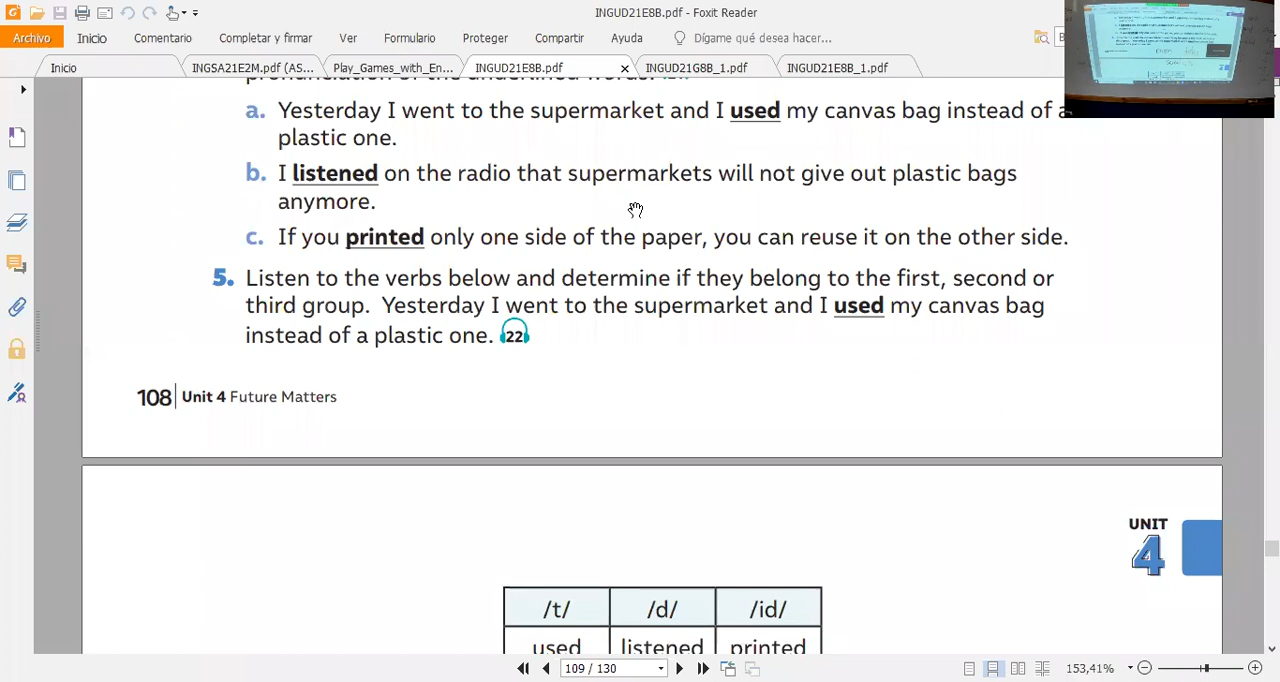 INGUD21E8B.pdf - Foxit Reader
Archivo Inicio Comentario Completar y firmar Ver Formulario Compartir Ayuda Dígame qué desea hacer...
Inicio INGSA21E2M.pdf (AS... Play_Games_with_En... INGUD21E8B.pdf INGUD21G8B_1.pdf INGUD21E8B_1.pdf
a. Yesterday I went to the supermarket and I used my canvas bag instead of a
plastic one.
b. I listened on the radio that supermarkets will not give out plastic bags
anymore.
c. If you printed only one side of the paper, you can reuse it on the other side.
5. Listen to the verbs below and determine if they belong to the first, second or
third group. Yesterday I went to the supermarket and I used my canvas bag
instead of a plastic one. 22
108 Unit 4 Future Matters
UNIT
4
/t/ /d/ /id/
used listened printed
109 / 130 153,41%